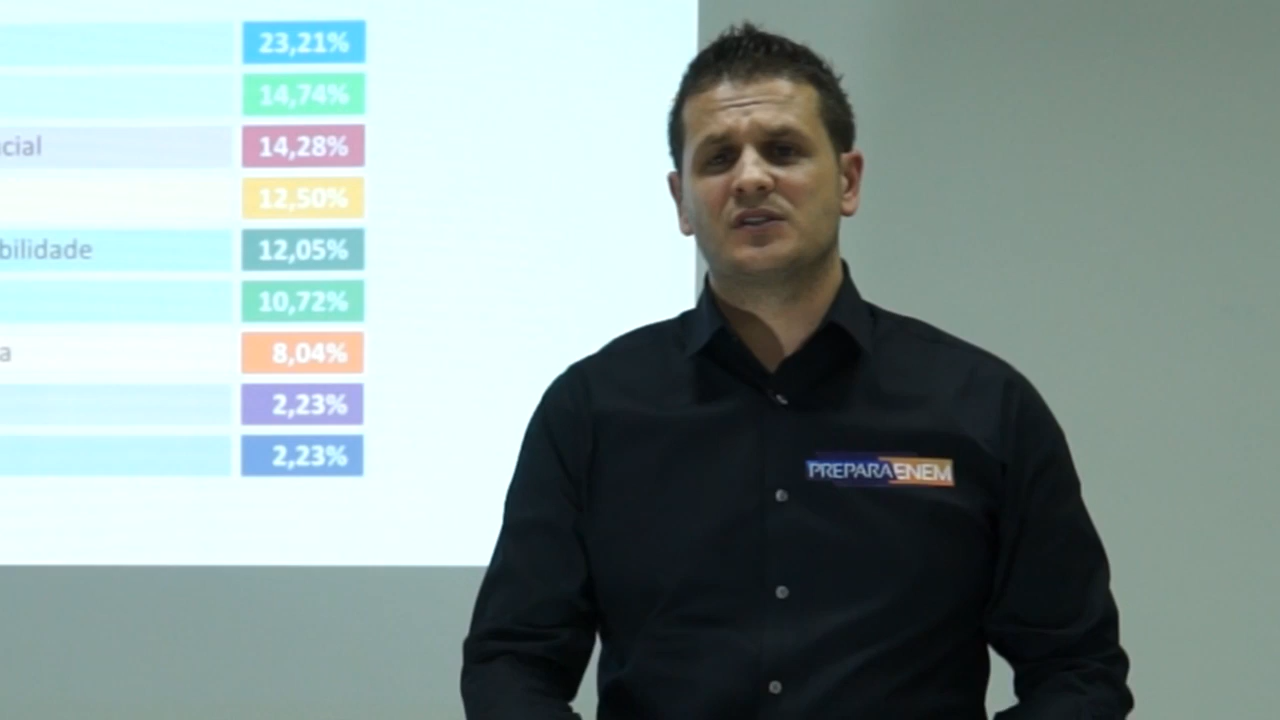 23,21%
14,74%
cial 14,28%
12,50%
bilidade 12,05%
10,72%
a 8,04%
2,23%
2,23%
PREPARAENEM